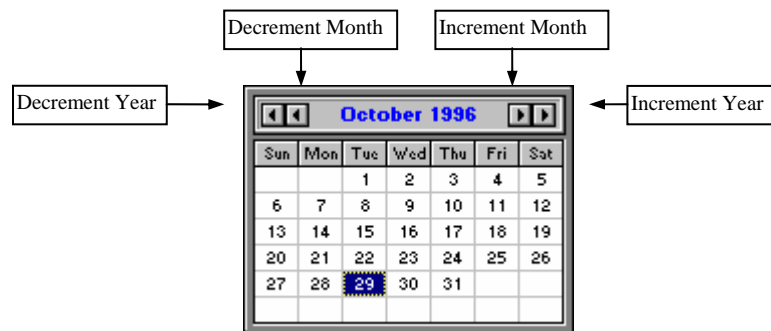 Decrement Month Increment Month
Decrement Year Increment Year
October 1996
Sun Mon Tue Wed Thu Fri Sat
1 2 3 4 5
6 7 8 9 10 11 12
13 14 15 16 17 18 19
20 21 22 23 24 25 26
27 28 29 30 31